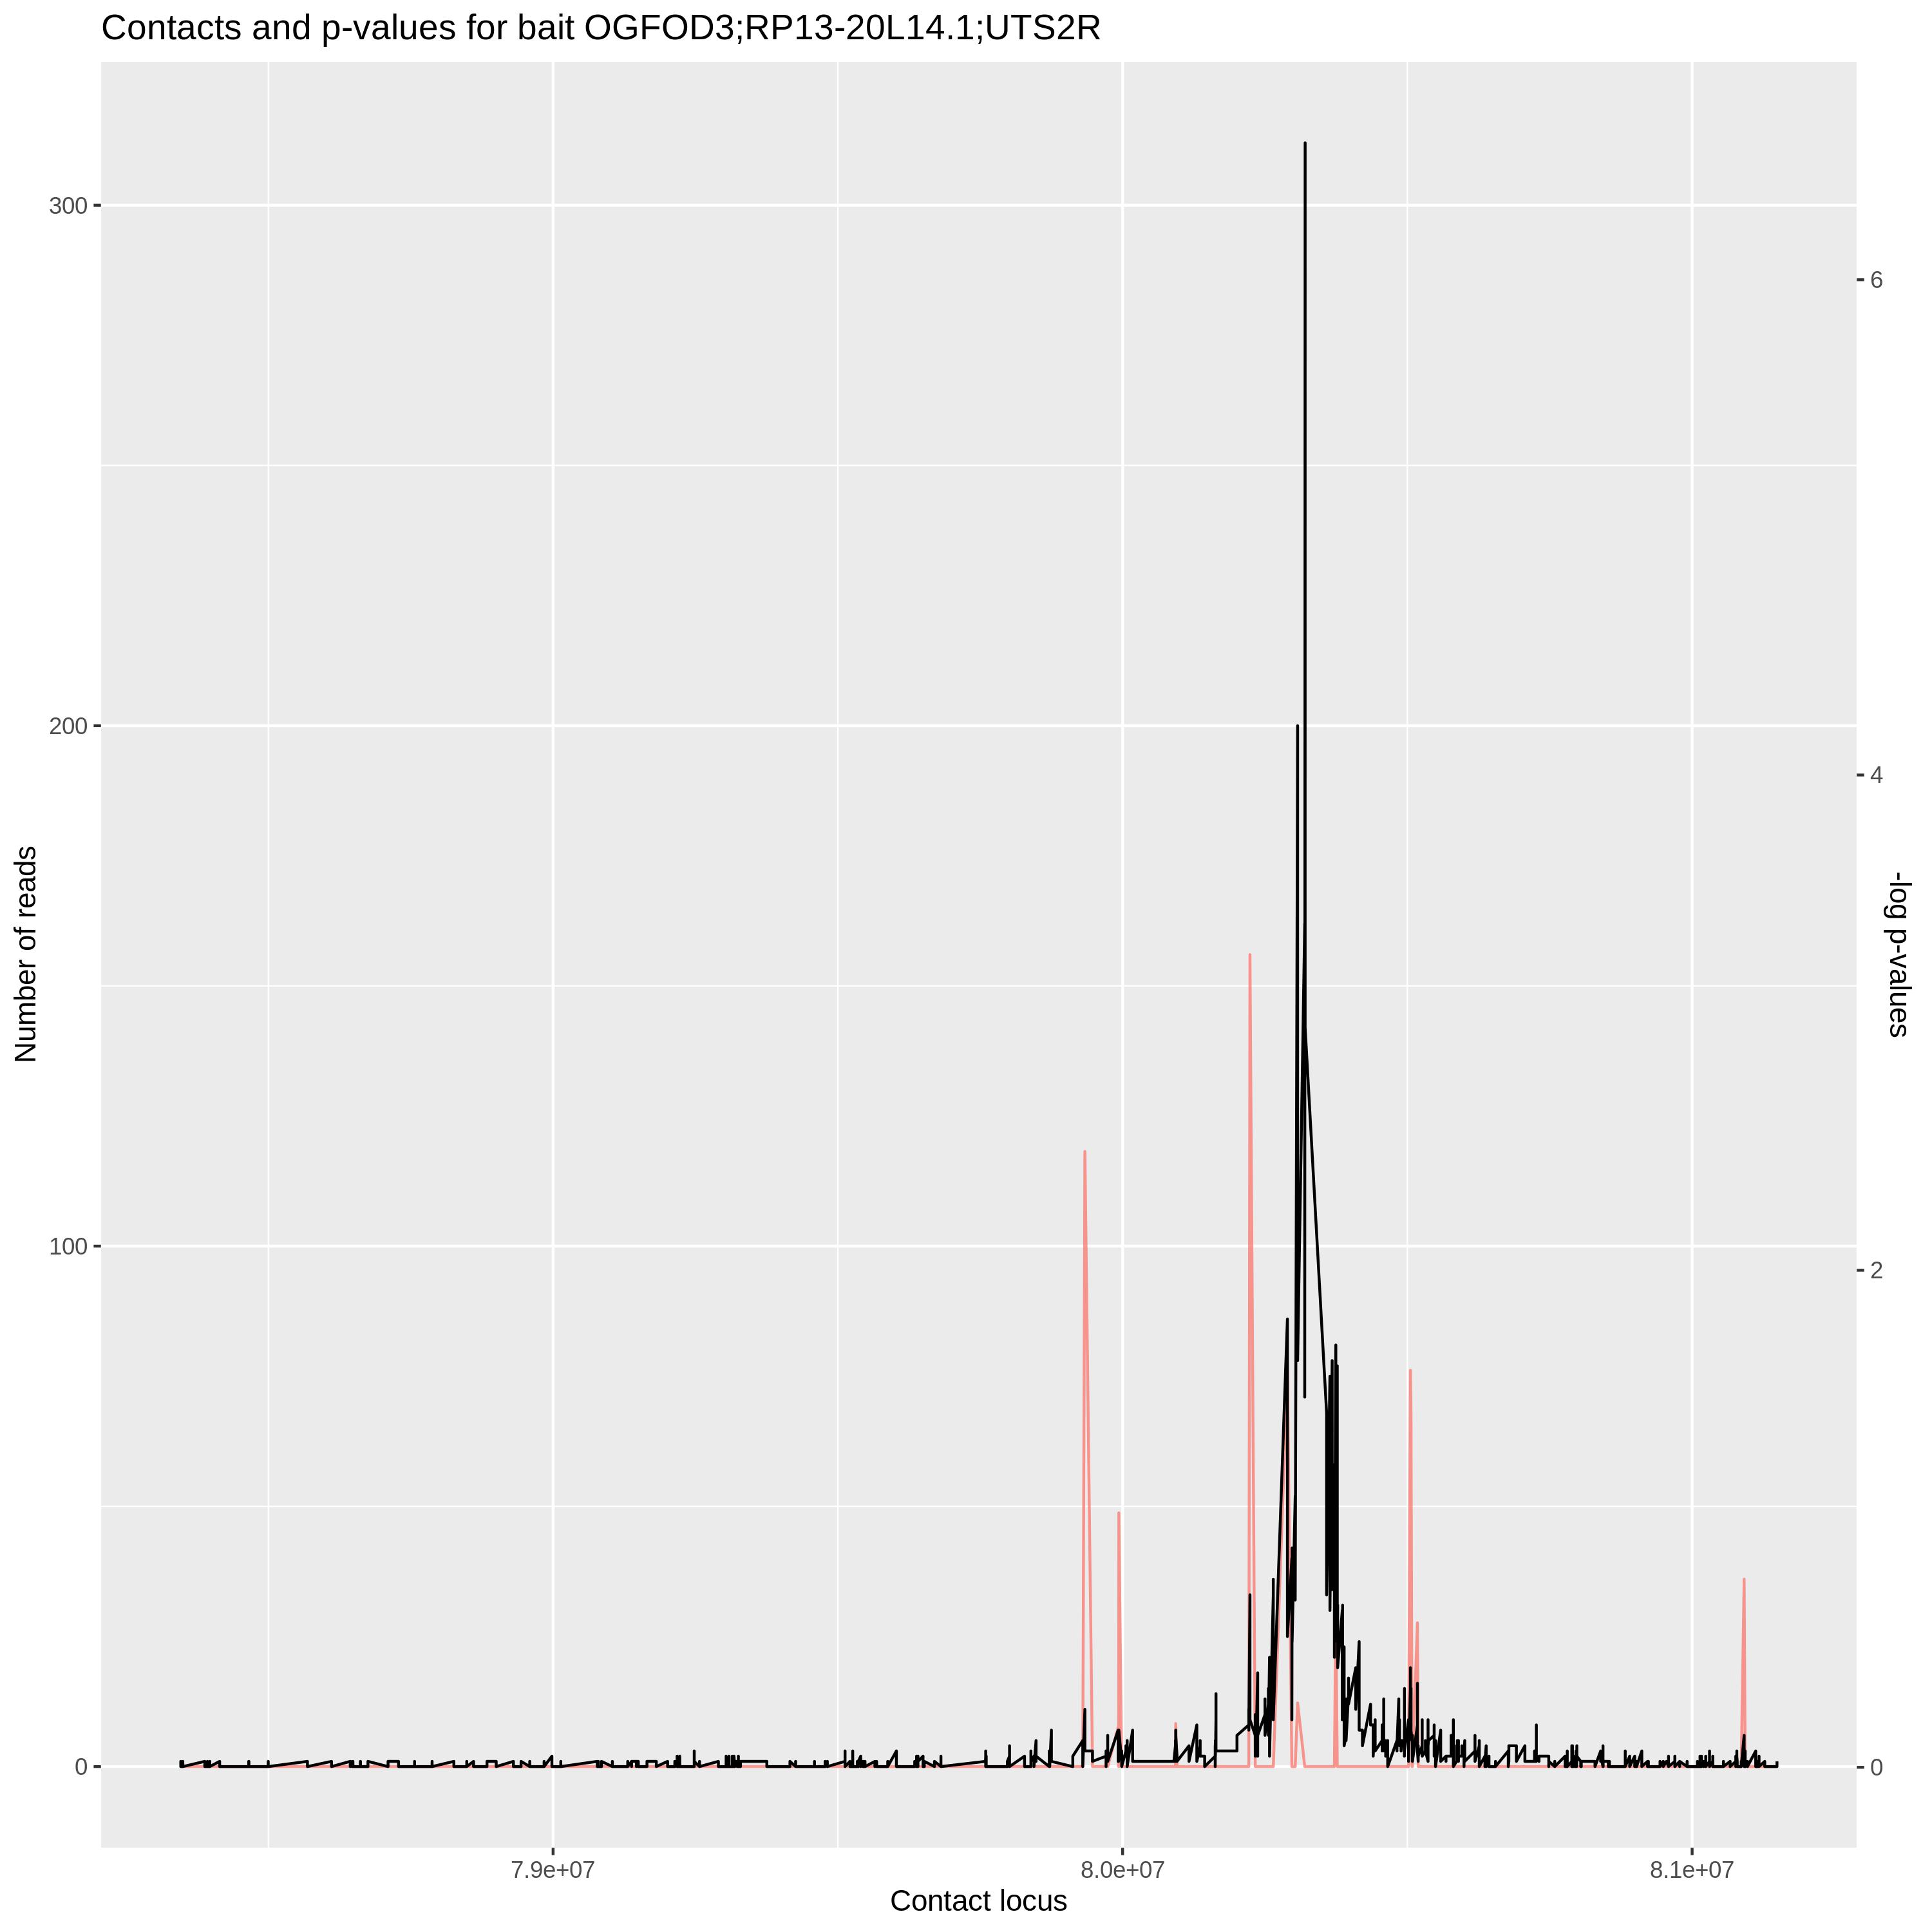 Contacts and p-values for bait OGFOD3;RP13-20L14.1;UTS2R
300
200
100
0
Number of reads
6
4
2
0
-log p-values
7.9e+07 8.0e+07 8.1e+07
Contact locus